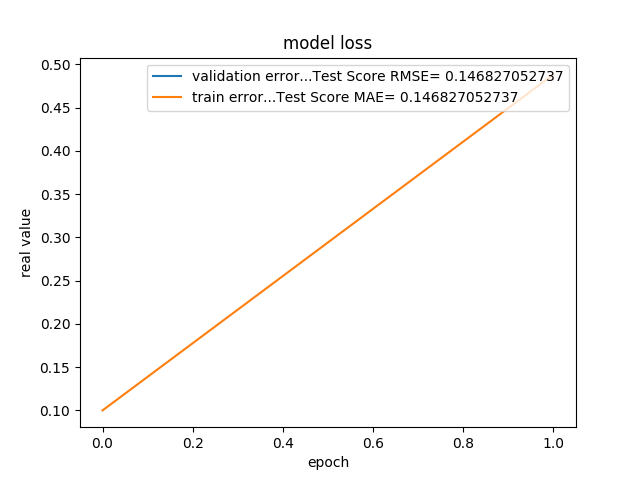 model loss
validation error...Test Score RMSE= 0.146827052737
train error...Test Score MAE= 0.146827052737
real value
0.50
0.45
0.40
0.35
0.30
0.25
0.20
0.15
0.10
0.0 0.2 0.4 0.6 0.8 1.0
epoch